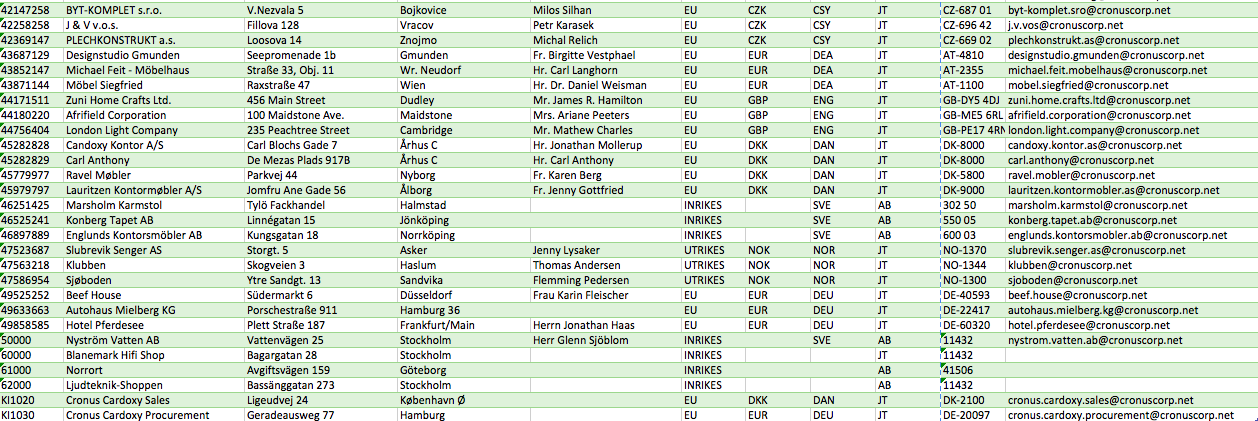 42147258 BYT-KOMPLET s.r.o. V.Nezvala 5 Bojkovice Milos Silhan EU CZK CSY JT CZ-687 01 byt-komplet.sro@cronuscorp.net
42258258 J & V v.o.s. Fillova 128 Vracov Petr Karasek EU CZK CSY JT CZ-696 42 j.v.vos@cronuscorp.net
42369147 PLECHKONSTRUKT a.s. Loosova 14 Znojmo Michal Relich EU CZK CSY JT CZ-669 02 plechkonstrukt.as@cronuscorp.net
43687129 Designstudio Gmunden Seepromenade 1b Gmunden Fr. Birgitte Vestphael EU EUR DEA JT AT-4810 designstudio.gmunden@cronuscorp.net
43852147 Michael Feit - Möbelhaus Straße 33, Obj. 11 Wr. Neudorf Hr. Carl Langhorn EU EUR DEA JT AT-2355 michael.feit.mobelhaus@cronuscorp.net
43871144 Möbel Siegfried Raxstraße 47 Wien Hr. Dr. Daniel Weisman EU EUR DEA JT AT-1100 mobel.siegfried@cronuscorp.net
44171511 Zuni Home Crafts Ltd. 456 Main Street Dudley Mr. James R. Hamilton EU GBP ENG JT GB-DY5 4DJ zuni.home.crafts.ltd@cronuscorp.net
44180220 Afrifield Corporation 100 Maidstone Ave. Maidstone Mrs. Ariane Peeters EU GBP ENG JT GB-ME5 6RL afrifield.corporation@cronuscorp.net
44756404 London Light Company 235 Peachtree Street Cambridge Mr. Mathew Charles EU GBP ENG JT GB-PE17 4RN london.light.company@cronuscorp.net
45282828 Candoxy Kontor A/S Carl Blochs Gade 7 Århus C Hr. Jonathan Mollerup EU DKK DAN JT DK-8000 candoxy.kontor.as@cronuscorp.net
45282829 Carl Anthony De Mezas Plads 917B Århus C Hr. Carl Anthony EU DKK DAN JT DK-8000 carl.anthony@cronuscorp.net
45779977 Ravel Møbler Parkvej 44 Nyborg Fr. Karen Berg EU DKK DAN JT DK-5800 ravel.mobler@cronuscorp.net
45979797 Lauritzen Kontormøbler A/S Jomfru Ane Gade 56 Ålborg Fr. Jenny Gottfried EU DKK DAN JT DK-9000 lauritzen.kontormobler.as@cronuscorp.net
46251425 Marsholm Karmstol Tylö Fackhandel Halmstad INRIKES SVE AB 302 50 marsholm.karmstol@cronuscorp.net
46525241 Konberg Tapet AB Linnégatan 15 Jönköping INRIKES SVE AB 550 05 konberg.tapet.ab@cronuscorp.net
46897889 Englunds Kontorsmöbler AB Kungsgatan 18 Norrköping INRIKES SVE AB 600 03 englunds.kontorsmobler.ab@cronuscorp.net
47523687 Slubrevik Senger AS Storgt. 5 Asker Jenny Lysaker UTRIKES NOK NOR JT NO-1370 slubrevik.senger.as@cronuscorp.net
47563218 Klubben Skogveien 3 Haslum Thomas Andersen UTRIKES NOK NOR JT NO-1344 klubben@cronuscorp.net
47586954 Sjøboden Ytre Sandgt. 13 Sandvika Flemming Pedersen UTRIKES NOK NOR JT NO-1300 sjoboden@cronuscorp.net
49525252 Beef House Südermarkt 6 Düsseldorf Frau Karin Fleischer EU EUR DEU JT DE-40593 beef.house@cronuscorp.net
49633663 Autohaus Mielberg KG Porschestraße 911 Hamburg 36 EU EUR DEU JT DE-22417 autohaus.mielberg.kg@cronuscorp.net
49858585 Hotel Pferdesee Plett Straße 187 Frankfurt/Main Herrn Jonathan Haas EU EUR DEU JT DE-60320 hotel.pferdesee@cronuscorp.net
50000 Nyström Vatten AB Vattenvägen 25 Stockholm Herr Glenn Sjöblom INRIKES SVE AB 11432 nystrom.vatten.ab@cronuscorp.net
60000 Blanemark Hifi Shop Bagargatan 28 Stockholm INRIKES JT 11432
61000 Norrort Avgiftsvägen 159 Göteborg INRIKES AB 41506
62000 Ljudteknik-Shoppen Bassänggatan 273 Stockholm INRIKES AB 11432
KI1020 Cronus Cardoxy Sales Ligeudvej 24 København Ø EU DKK DAN JT DK-2100 cronus.cardoxy.sales@cronuscorp.net
KI1030 Cronus Cardoxy Procurement Geradeausweg 77 Hamburg EU EUR DEU JT DE-20097 cronus.cardoxy.procurement@cronuscorp.net